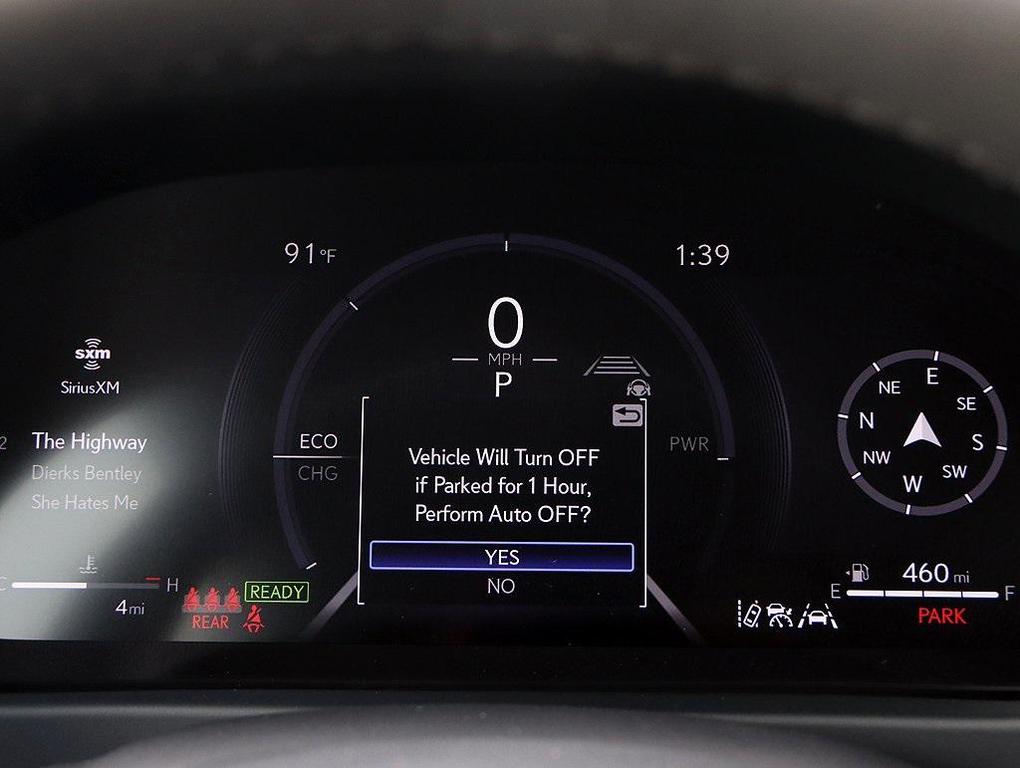 91°F
1:39
0
MPH
P
sxm
SiriusXM
2
The Highway
Dierks Bentley
She Hates Me
ECO
CHG
PWR
Vehicle Will Turn OFF
if Parked for 1 Hour,
Perform Auto OFF?
YES
NO
NE
E
SE
N
S
NW
SW
W
C
H
4mi
READY
REAR
460 mi
E
F
PARK